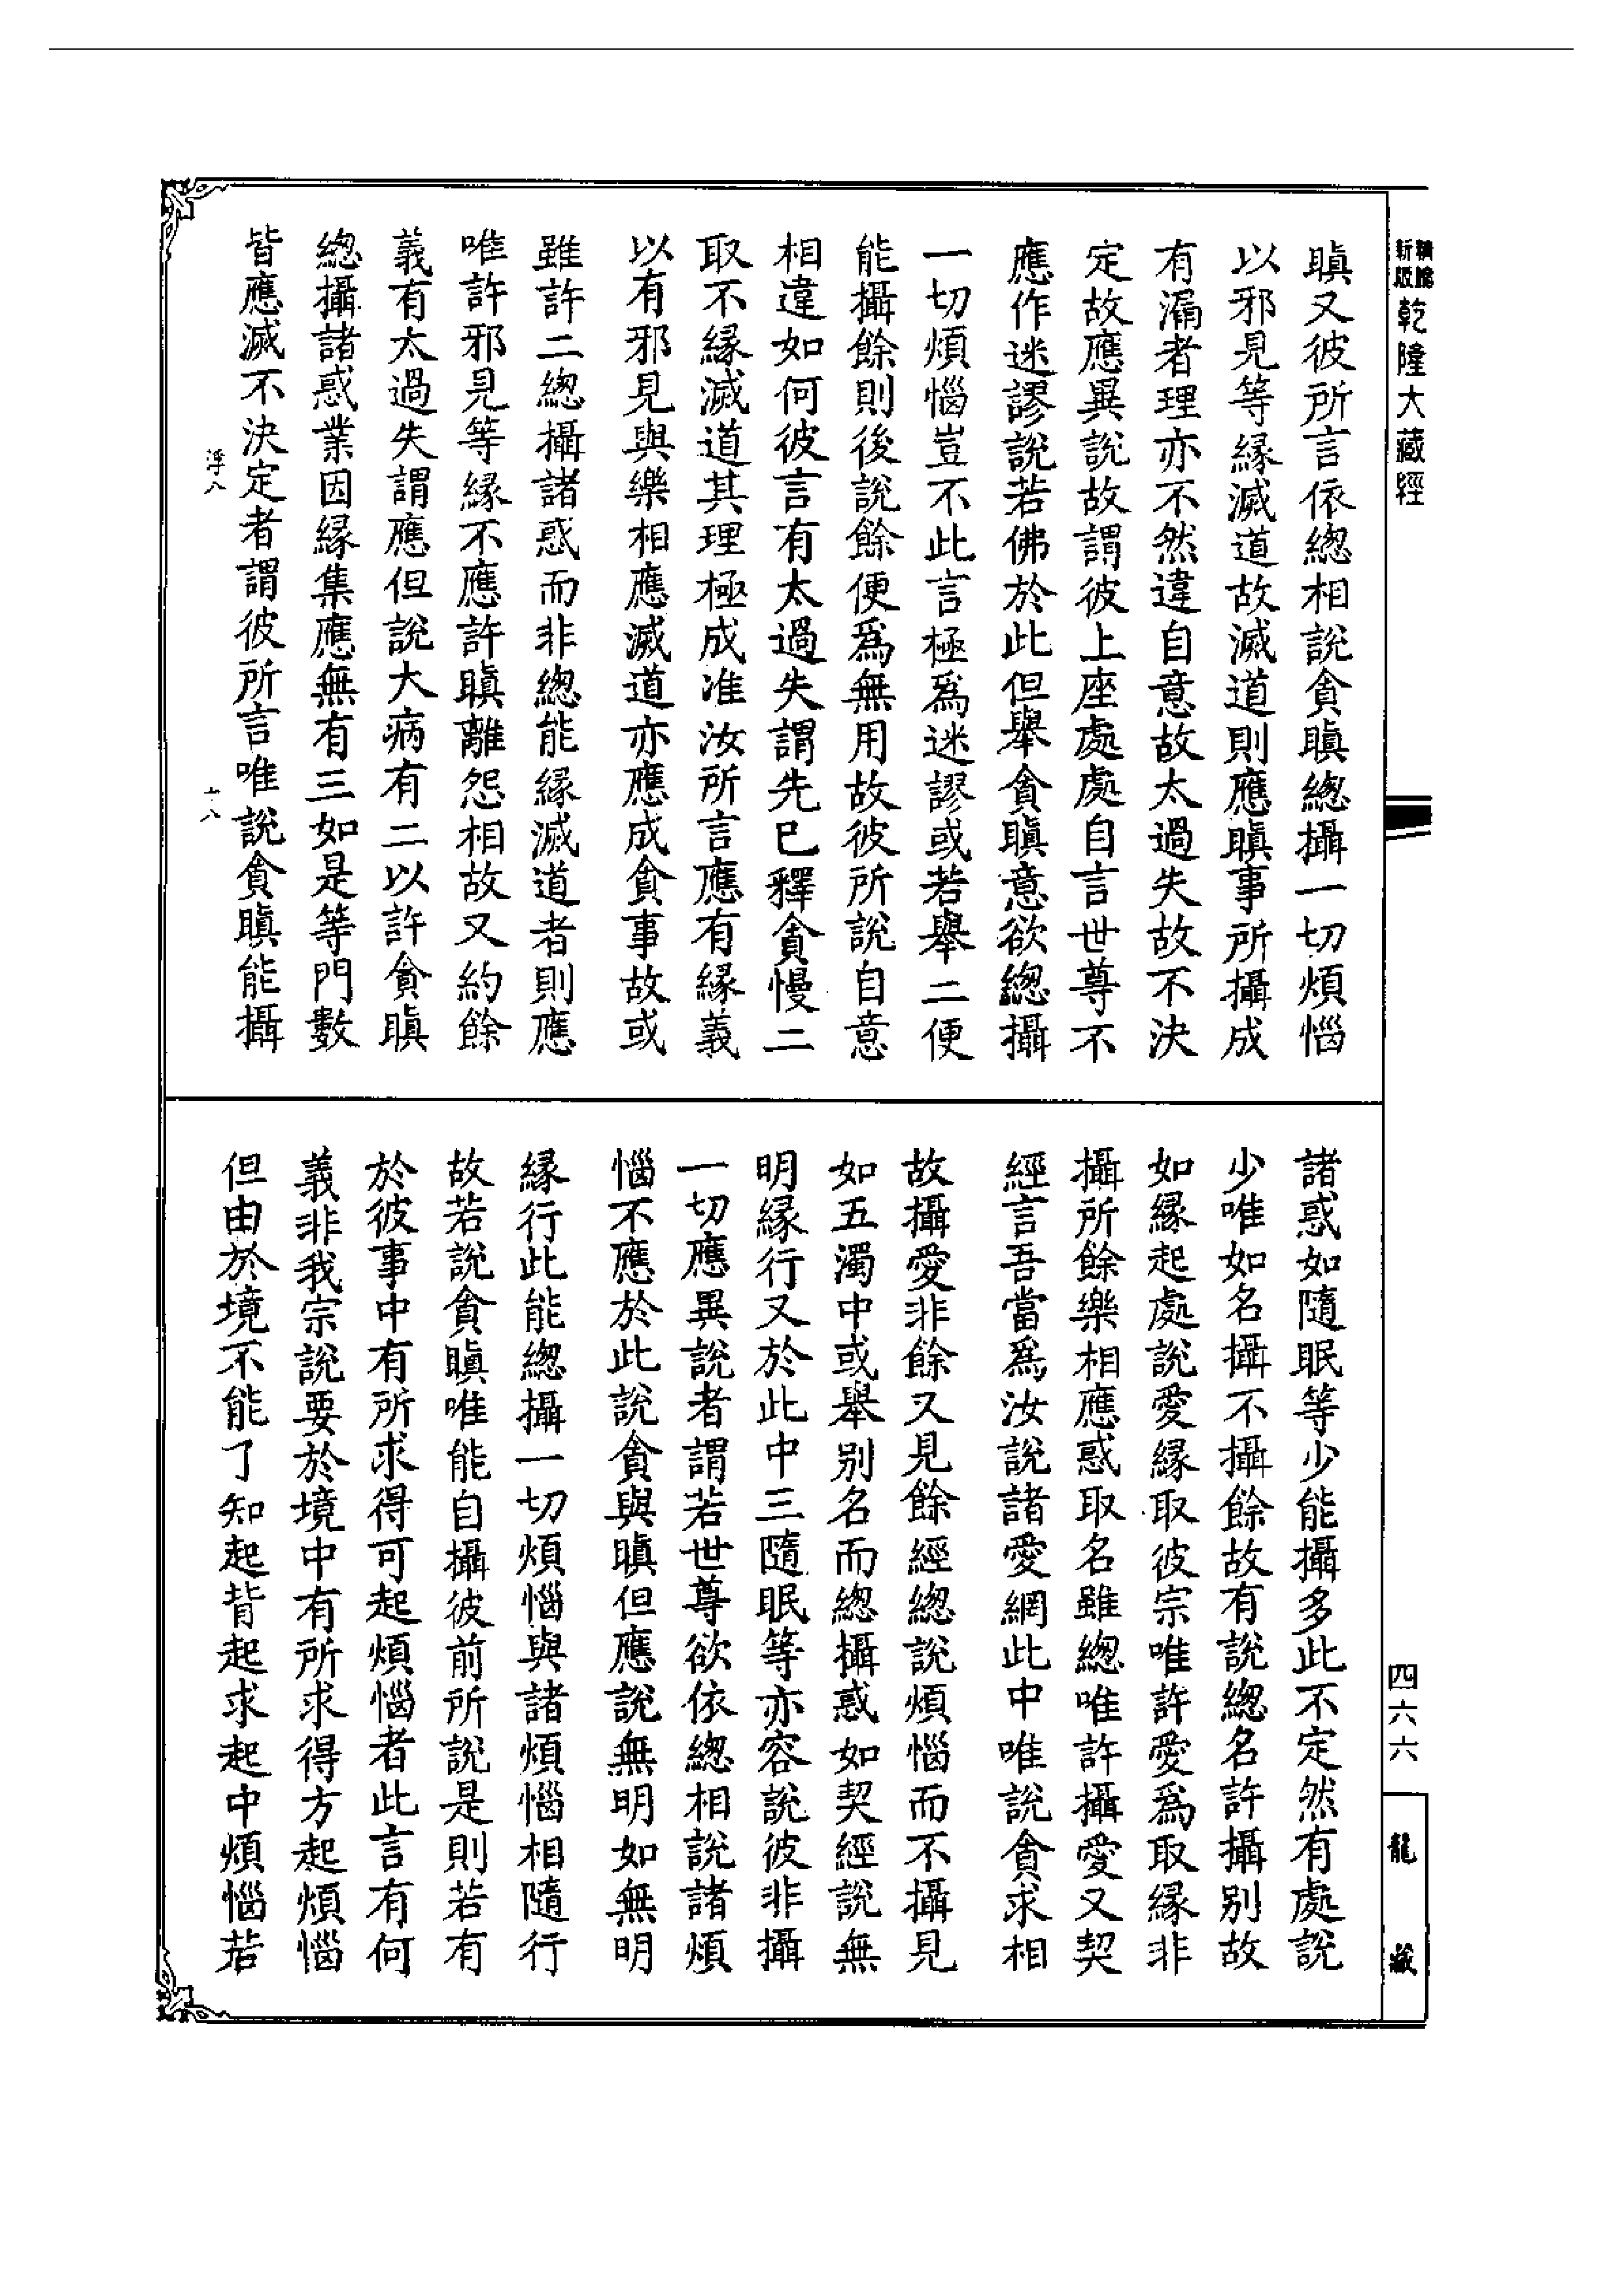 新版
乾隆大藏經
瞋又彼所言依總相說貪瞋總攝一切煩惱
以邪見等緣滅道故滅道則應瞋事所攝成
有漏者理亦不然違自意故太過失故不決
定故應異說故謂彼上座處處自言世尊不
應作迷謬說若佛於此但舉貪瞋意欲總攝
一切煩惱豈不此言極爲迷謬或若舉二便
能攝餘則後說餘便爲無用故彼所說自意
相違如何彼言有太過失謂先已釋貪慢二
取不緣滅道其理極成准汝所言應有緣義
以有邪見與樂相應滅道亦應成貪事故或
雖許二總攝諸惑而非總能緣滅道者則應
唯許邪見等緣不應許瞋離怨相故又約餘
義有太過失謂應但說大病有二以許貪瞋
總攝諸惑業因緣集應無有三如是等門數
皆應滅不決定者謂彼所言唯說貪瞋能攝
浮八
十八
諸惑如隨眠等少能攝多此不定然有處說
少唯如名攝不攝餘故有說總名許攝別故
如緣起處說愛緣取彼宗唯許愛爲取緣非
攝所餘樂相應惑取名雖總唯許攝愛又契
經言吾當爲汝說諸愛網此中唯說貪求相
故攝愛非餘又見餘經總說煩惱而不攝見
如五濁中或舉別名而總攝惑如契經說無
明緣行又於此中三隨眠等亦容說彼非攝
一切應異說者謂若世尊欲依總相說諸煩
惱不應於此說貪與瞋但應說無明如無明
緣行此能總攝一切煩惱與諸煩惱相隨行
故若說貪瞋唯能自攝彼前所說是則若有
於彼事中有所求得可起煩惱者此言有何
義非我宗說要於境中有所求得方起煩惱
但由於境不能了知起背起求起中煩惱若
四六六
龍藏